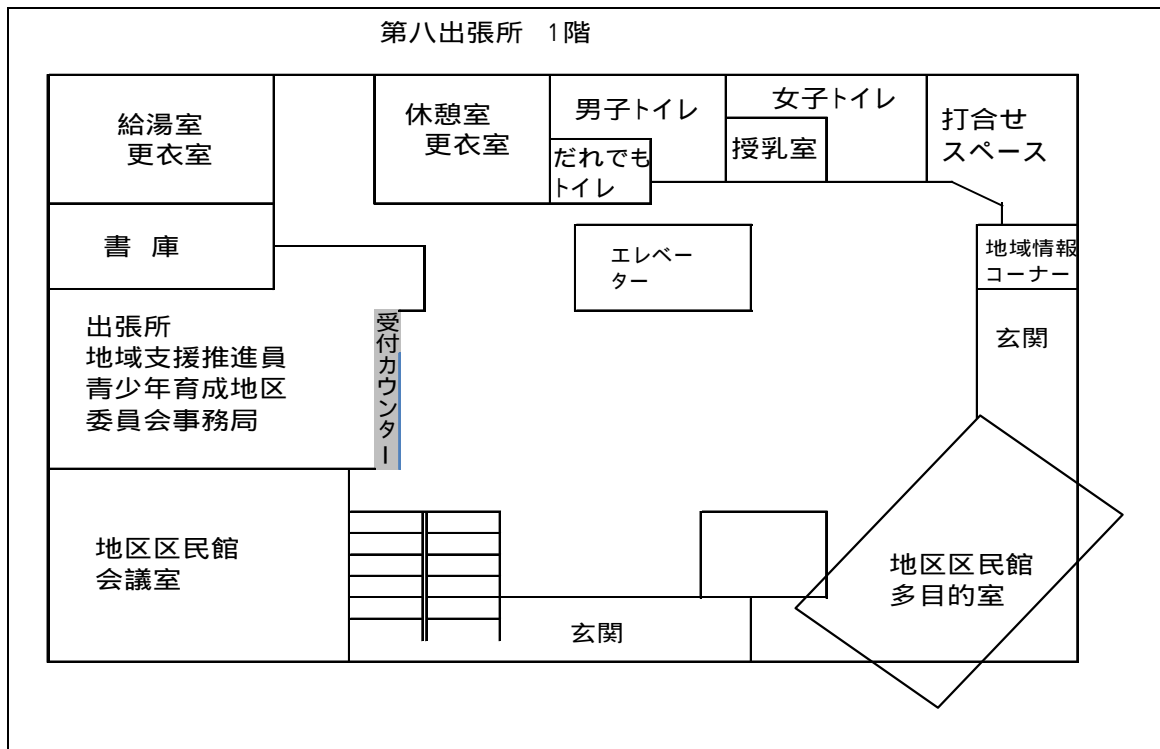 第八出張所 1階
給湯室
更衣室
休憩室
更衣室
男子トイレ
だれでも
トイレ
女子トイレ
授乳室
打合せ
スペース
書 庫
エレベー
ター
地域情報
コーナー
出張所
地域支援推進員
青少年育成地区
委員会事務局
受付カウンター
玄関
地区区民館
会議室
地区区民館
多目的室
玄関